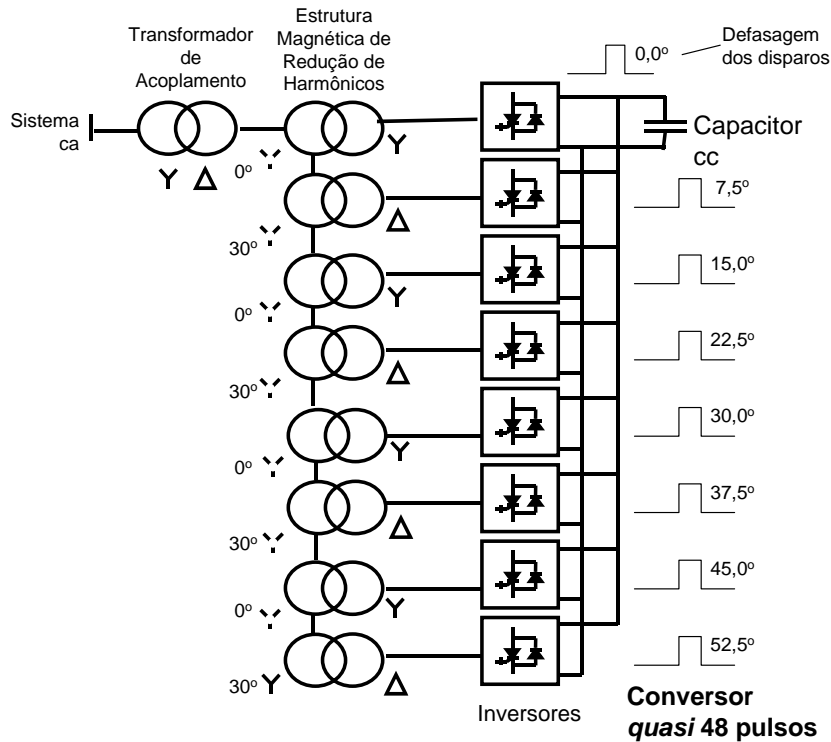 Transformador
de
Acoplamento
Estrutura
Magnética de
Redução de
Harmônicos
0,0º
Defasagem
dos disparos
Sistema
ca
Capacitor
cc
Y Δ
0º
Y
7,5º
30º
Δ
15,0º
0º
Y
22,5º
30º
Δ
30,0º
0º
Y
37,5º
30º
Δ
45,0º
0º
Y
52,5º
30º Y
Δ
Inversores
Conversor
quasi 48 pulsos